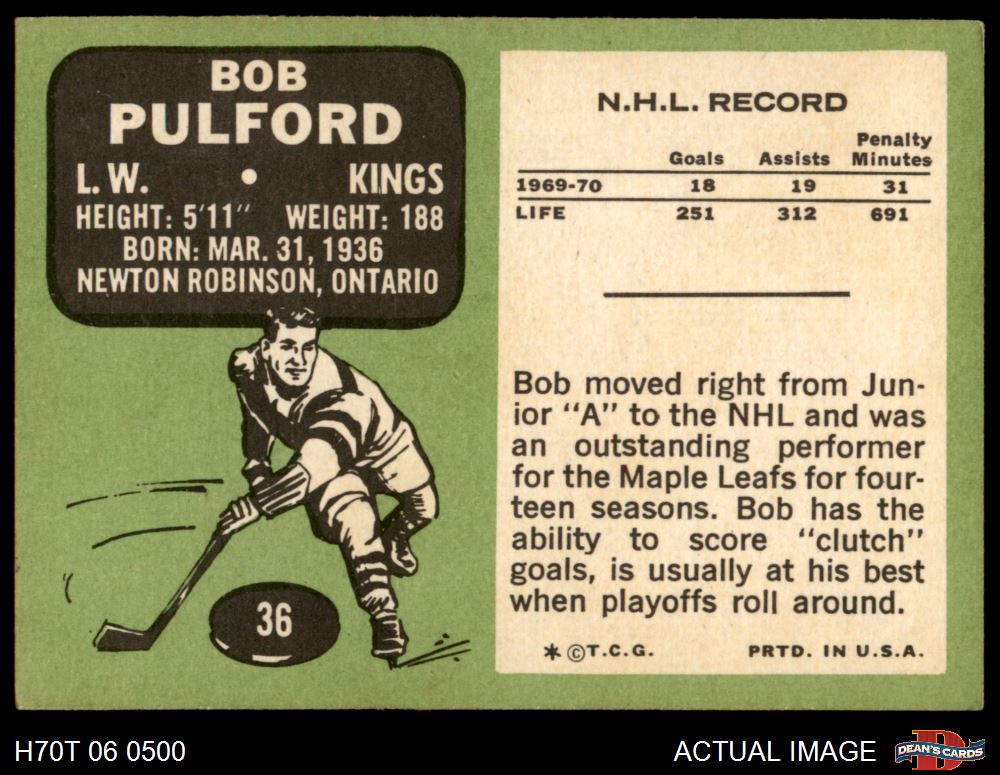 BOB
PULFORD
L.W. • KINGS
HEIGHT: 5'11" WEIGHT: 188
BORN: MAR. 31, 1936
NEWTON ROBINSON, ONTARIO
36
N.H.L. RECORD
Goals Assists Penalty Minutes
1969-70 18 19 31
LIFE 251 312 691
Bob moved right from Jun-
ior "A" to the NHL and was
an outstanding performer
for the Maple Leafs for four-
teen seasons. Bob has the
ability to score "clutch"
goals, is usually at his best
when playoffs roll around.
* © T.C.G. PRTD. IN U.S.A.
H70T 06 0500
ACTUAL IMAGE
DEAN'S CARDS